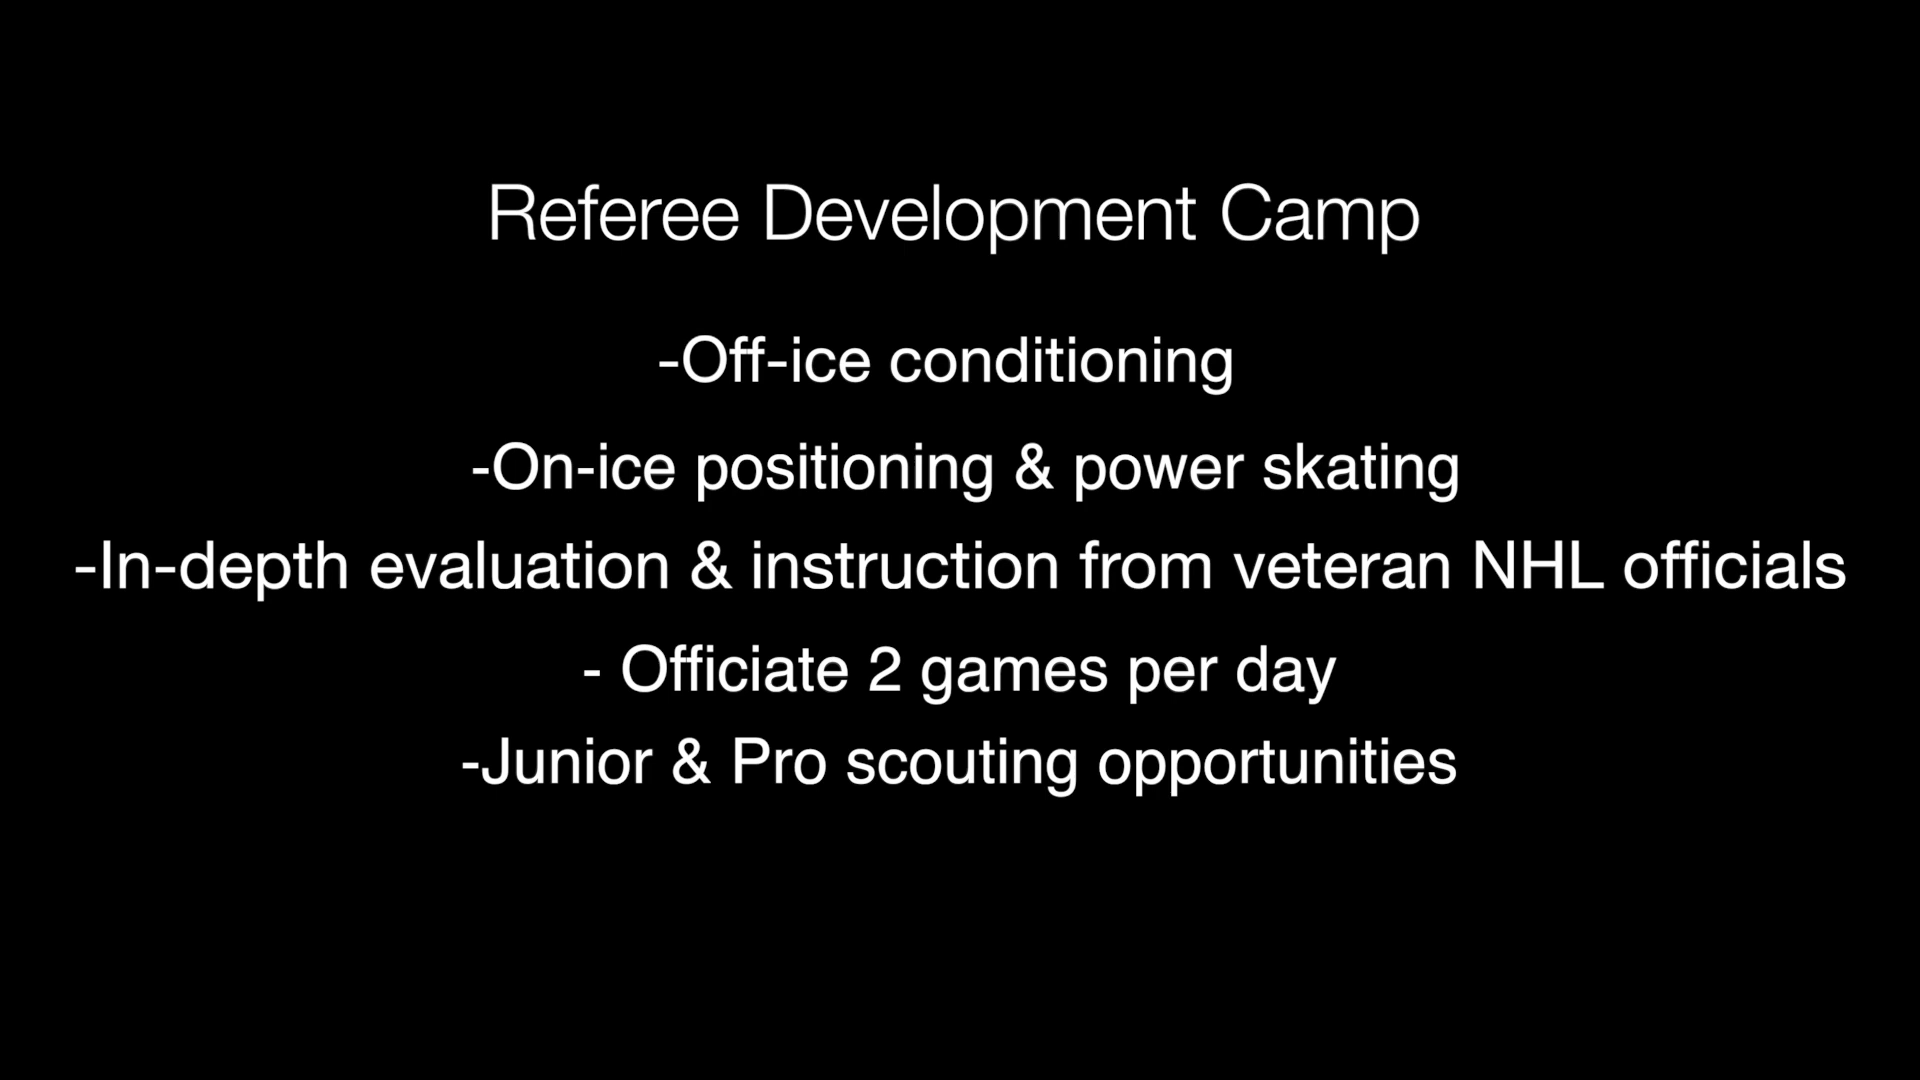 Referee Development Camp
-Off-ice conditioning
-On-ice positioning & power skating
-In-depth evaluation & instruction from veteran NHL officials
- Officiate 2 games per day
-Junior & Pro scouting opportunities